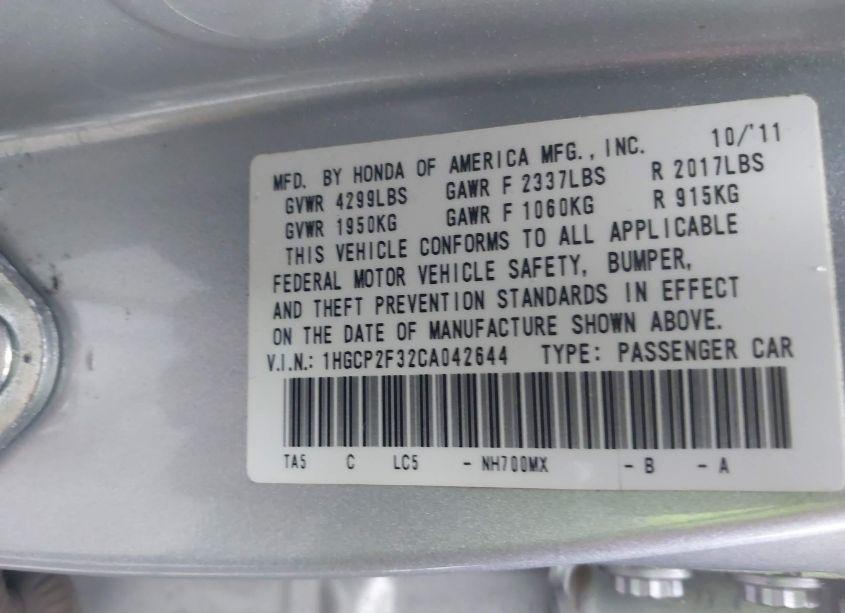 MFD. BY HONDA OF AMERICA MFG., INC. 10/'11
GVWR 4299LBS GAWR F 2337LBS R 2017LBS
GVWR 1950KG GAWR F 1060KG R 915KG
THIS VEHICLE CONFORMS TO ALL APPLICABLE
FEDERAL MOTOR VEHICLE SAFETY, BUMPER,
AND THEFT PREVENTION STANDARDS IN EFFECT
ON THE DATE OF MANUFACTURE SHOWN ABOVE.
V.I.N.: 1HGCP2F32CA042644 TYPE: PASSENGER CAR
TA5 C LC5 - NH700MX - B - A